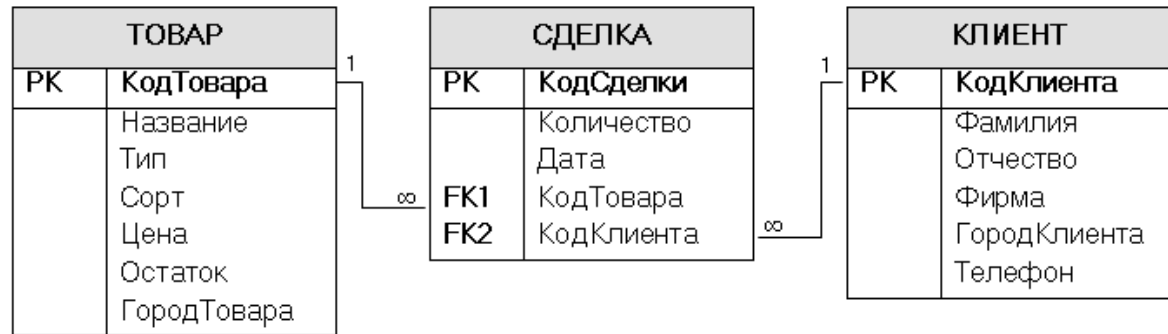 ТОВАР
PK КодТовара
Название
Тип
Сорт
Цена
Остаток
ГородТовара
1
∞
СДЕЛКА
PK КодСделки
Количество
Дата
FK1 КодТовара
FK2 КодКлиента
1
∞
КЛИЕНТ
PK КодКлиента
Фамилия
Отчество
Фирма
ГородКлиента
Телефон